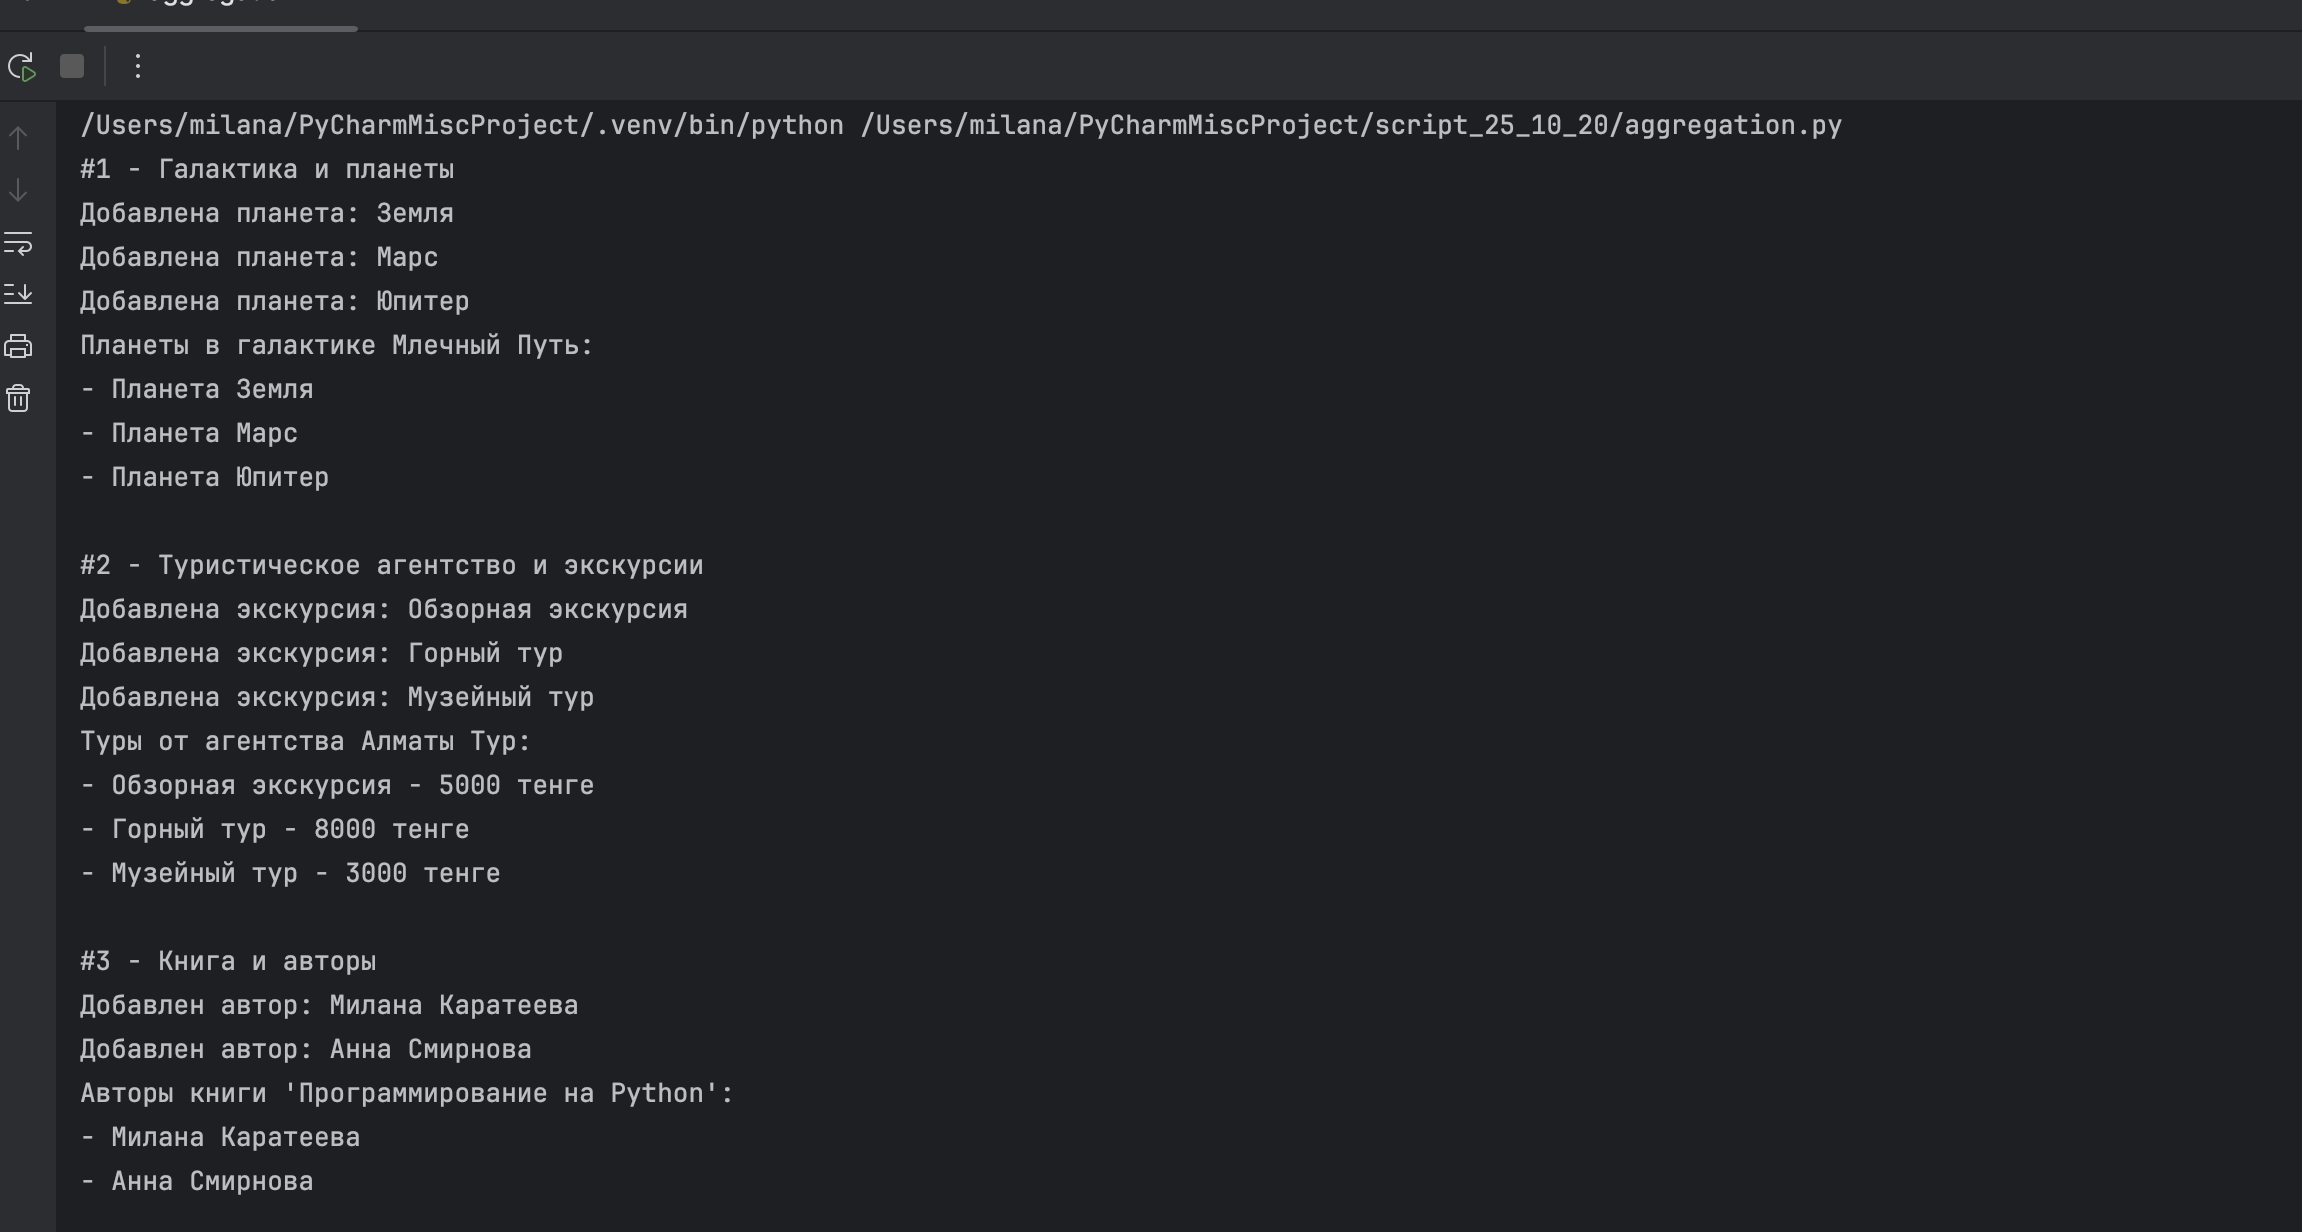 /Users/milana/PyCharmMiscProject/.venv/bin/python /Users/milana/PyCharmMiscProject/script_25_10_20/aggregation.py
#1 - Галактика и планеты
Добавлена планета: Земля
Добавлена планета: Марс
Добавлена планета: Юпитер
Планеты в галактике Млечный Путь:
- Планета Земля
- Планета Марс
- Планета Юпитер
#2 - Туристическое агентство и экскурсии
Добавлена экскурсия: Обзорная экскурсия
Добавлена экскурсия: Горный тур
Добавлена экскурсия: Музейный тур
Туры от агентства Алматы Тур:
- Обзорная экскурсия - 5000 тенге
- Горный тур - 8000 тенге
- Музейный тур - 3000 тенге
#3 - Книга и авторы
Добавлен автор: Милана Каратеева
Добавлен автор: Анна Смирнова
Авторы книги 'Программирование на Python':
- Милана Каратеева
- Анна Смирнова